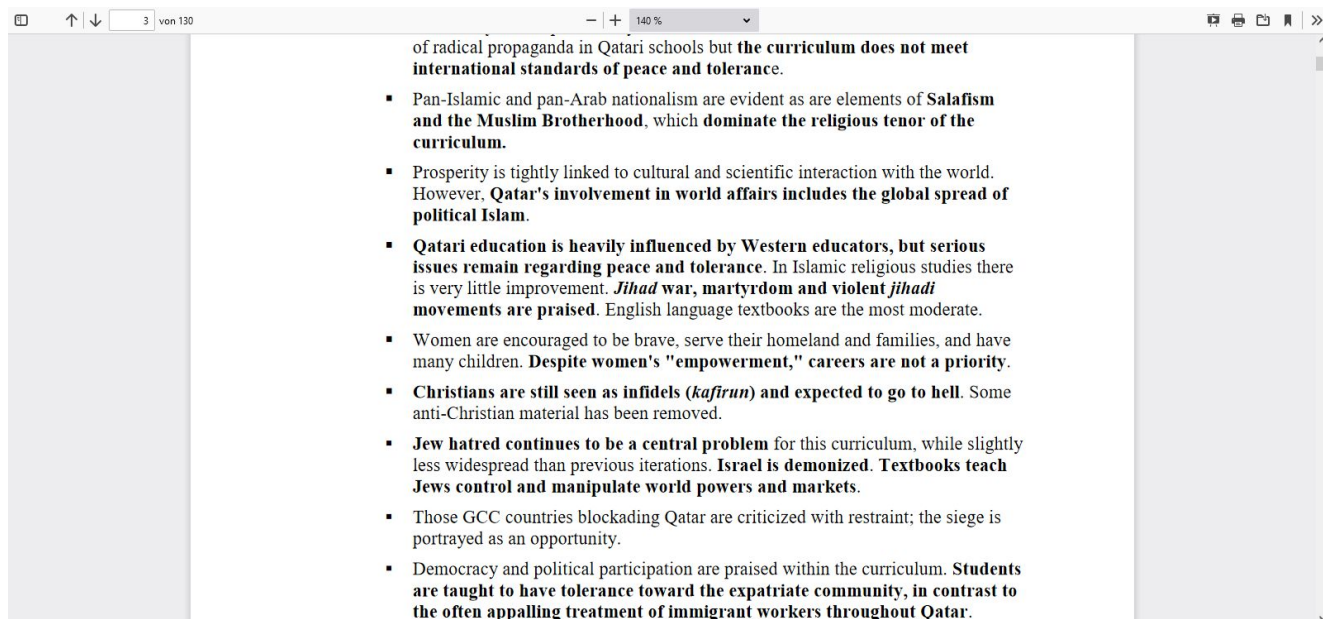 3 von 130
140 %
of radical propaganda in Qatari schools but the curriculum does not meet
international standards of peace and tolerance.
▪ Pan-Islamic and pan-Arab nationalism are evident as are elements of Salafism
and the Muslim Brotherhood, which dominate the religious tenor of the
curriculum.
▪ Prosperity is tightly linked to cultural and scientific interaction with the world.
However, Qatar's involvement in world affairs includes the global spread of
political Islam.
▪ Qatari education is heavily influenced by Western educators, but serious
issues remain regarding peace and tolerance. In Islamic religious studies there
is very little improvement. Jihad war, martyrdom and violent jihadi
movements are praised. English language textbooks are the most moderate.
▪ Women are encouraged to be brave, serve their homeland and families, and have
many children. Despite women's "empowerment," careers are not a priority.
▪ Christians are still seen as infidels (kafirun) and expected to go to hell. Some
anti-Christian material has been removed.
▪ Jew hatred continues to be a central problem for this curriculum, while slightly
less widespread than previous iterations. Israel is demonized. Textbooks teach
Jews control and manipulate world powers and markets.
▪ Those GCC countries blockading Qatar are criticized with restraint; the siege is
portrayed as an opportunity.
▪ Democracy and political participation are praised within the curriculum. Students
are taught to have tolerance toward the expatriate community, in contrast to
the often appalling treatment of immigrant workers throughout Qatar.